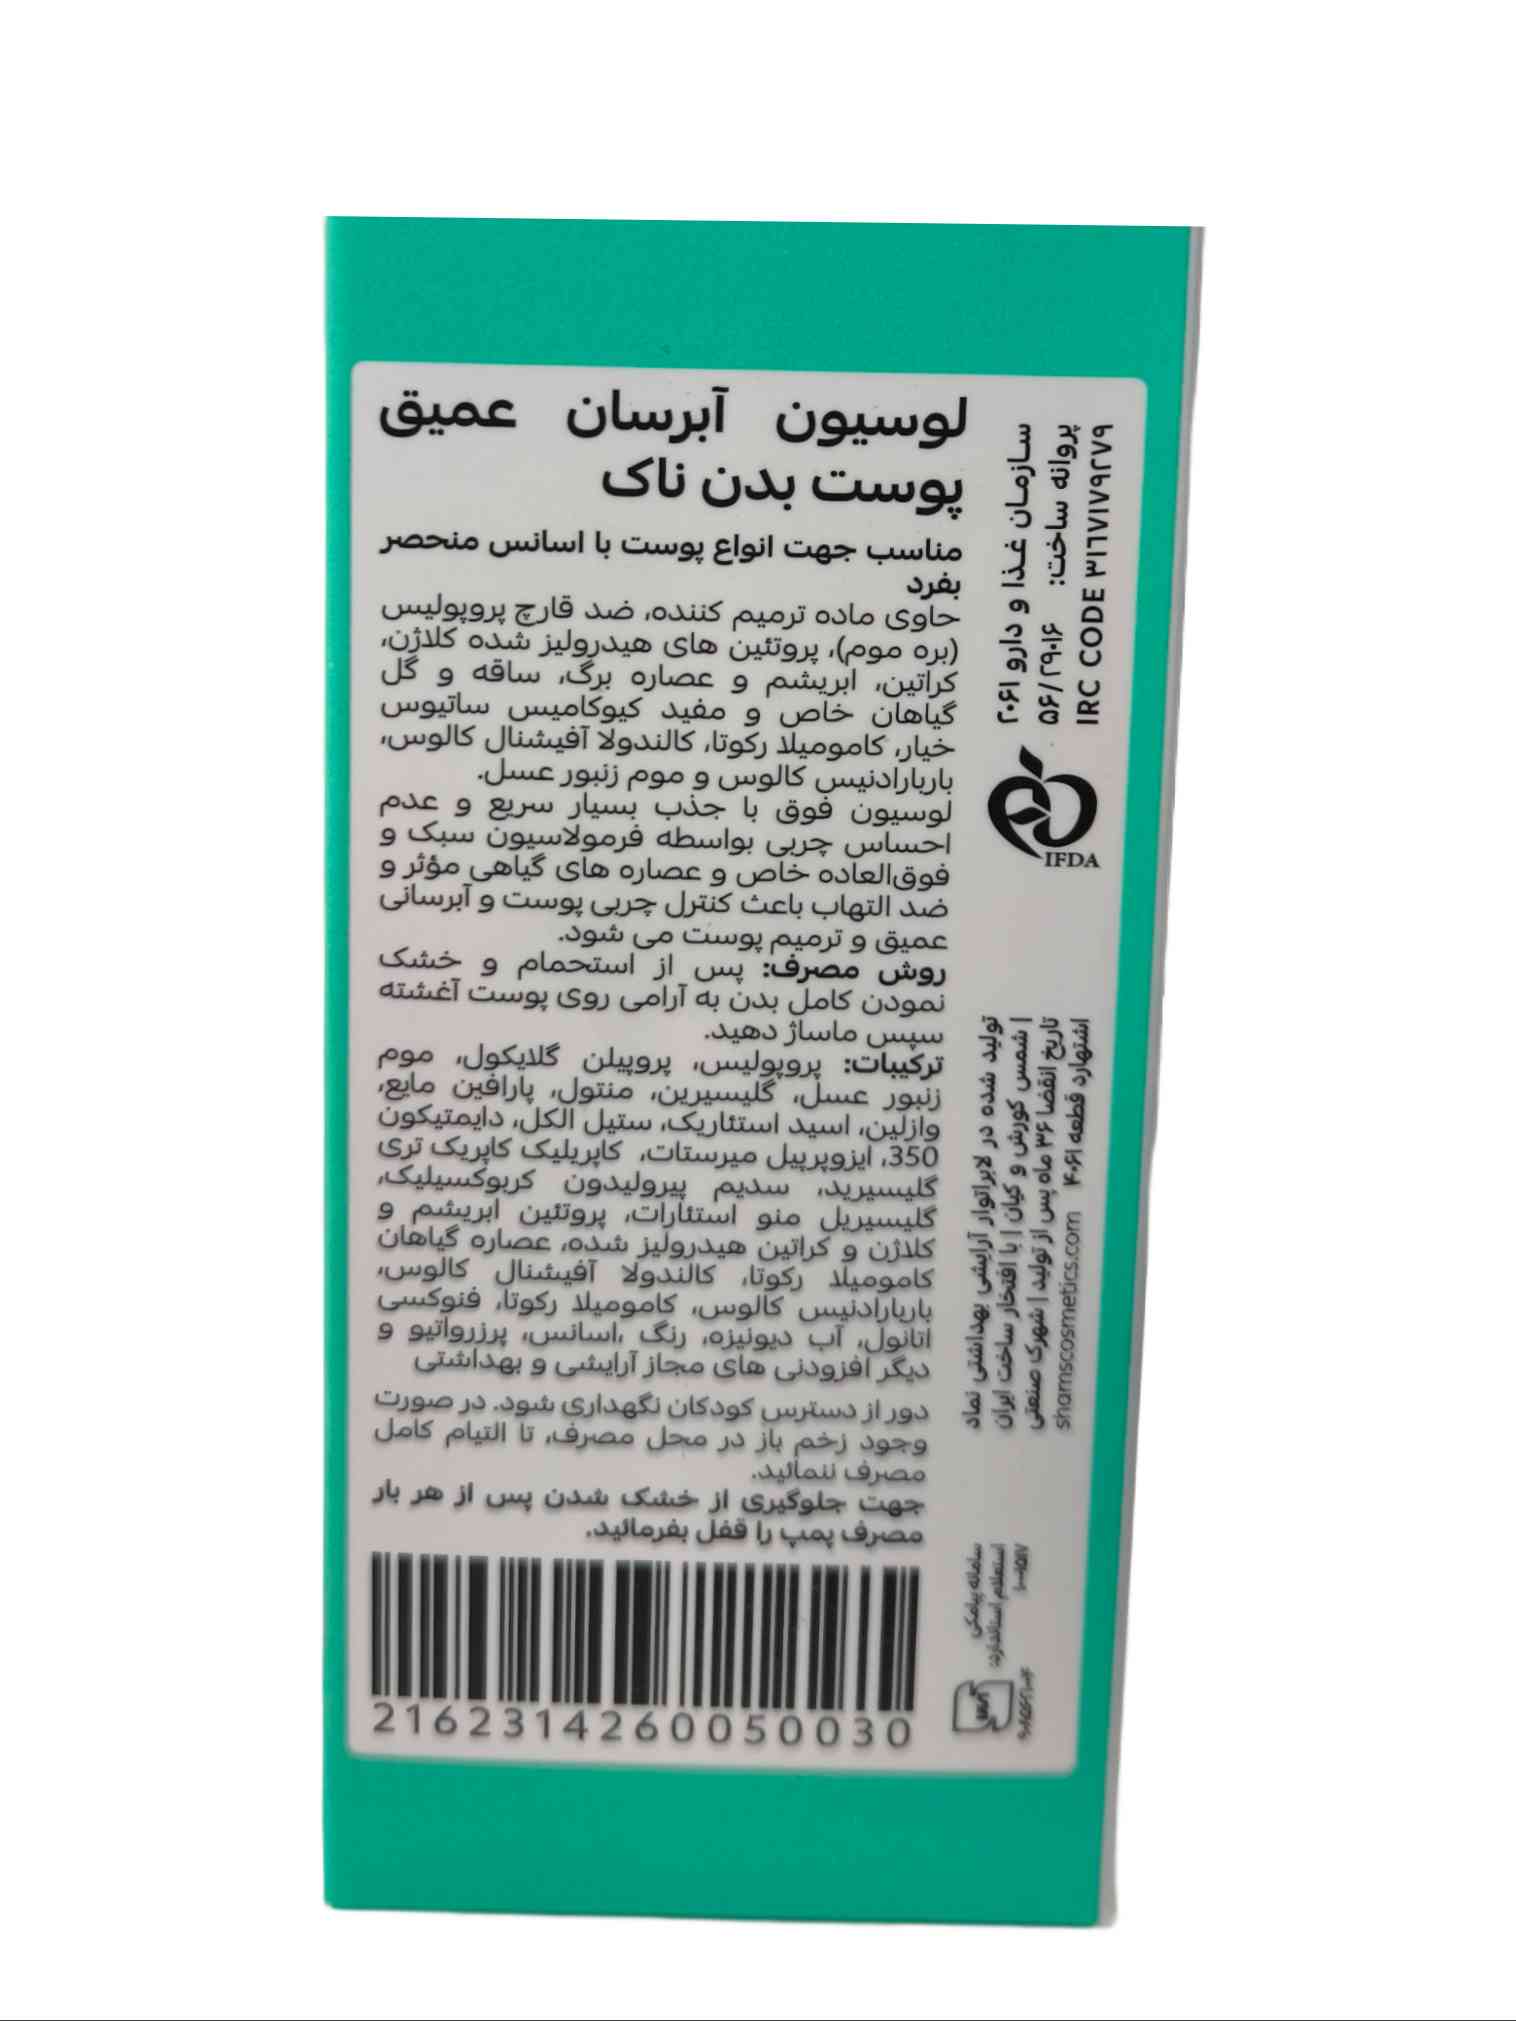 لوسیون آبرسان عمیق
پوست بدن ناک
مناسب جهت انواع پوست با اسانس منحصر
بفرد
حاوی ماده ترمیم کننده، ضد قارچ پروپولیس
(بره موم)، پروتئین های هیدرولیز شده کلاژن،
کراتین، ابریشم و عصاره برگ، ساقه و گل
گیاهان خاص و مفید کیوکامیس ساتیوس
خیار، کامومیلا رکوتا، کالندولا آفیشنال کالوس،
باربارادنیس کالوس و موم زنبور عسل.
لوسیون فوق با جذب بسیار سریع و عدم
احساس چربی بواسطه فرمولاسیون سبک و
فوق‌العاده خاص و عصاره های گیاهی مؤثر و
ضد التهاب باعث کنترل چربی پوست و آبرسانی
عمیق و ترمیم پوست می شود.
روش مصرف: پس از استحمام و خشک
نمودن کامل بدن به آرامی روی پوست آغشته
سپس ماساژ دهید.
ترکیبات: پروپولیس، پروپیلن گلایکول، موم
زنبور عسل، گلیسیرین، منتول، پارافین مایع،
وازلین، اسید استئاریک، ستیل الکل، دایمتیکون
350، ایزوپرپیل میرستات، کاپریلیک کاپریک تری
گلیسیرید، سدیم پیرولیدون کربوکسیلیک،
گلیسیریل منو استئارات، پروتئین ابریشم و
کلاژن و کراتین هیدرولیز شده، عصاره گیاهان
کامومیلا رکوتا، کالندولا آفیشنال کالوس،
باربارادنیس کالوس، کامومیلا رکوتا، فنوکسی
اتانول، آب دیونیزه، رنگ ،اسانس، پرزرواتیو و
دیگر افزودنی های مجاز آرایشی و بهداشتی
دور از دسترس کودکان نگهداری شود. در صورت
وجود زخم باز در محل مصرف، تا التیام کامل
مصرف ننمائید.
جهت جلوگیری از خشک شدن پس از هر بار
مصرف پمپ را قفل بفرمائید.
2162314260050030
سازمان غذا و دارو ۲۰۶۱
پروانه ساخت: ۵۶/۲۹۰۱۶
IRC CODE ۳۱۶۷۱۷۹۲۷۹
IFDA
تولید شده در لابراتوار آرایشی بهداشتی نماد
| شمس کورش و کیان | با افتخار ساخت ایران
تاریخ انقضا ۳۶ ماه پس از تولید | شهرک صنعتی
اشتهارد قطعه ۴۰۶۱ shamscosmetics.com
سامانه پیامکی
استعلام استاندارد:
۱۰۰۰۱۵۱۷